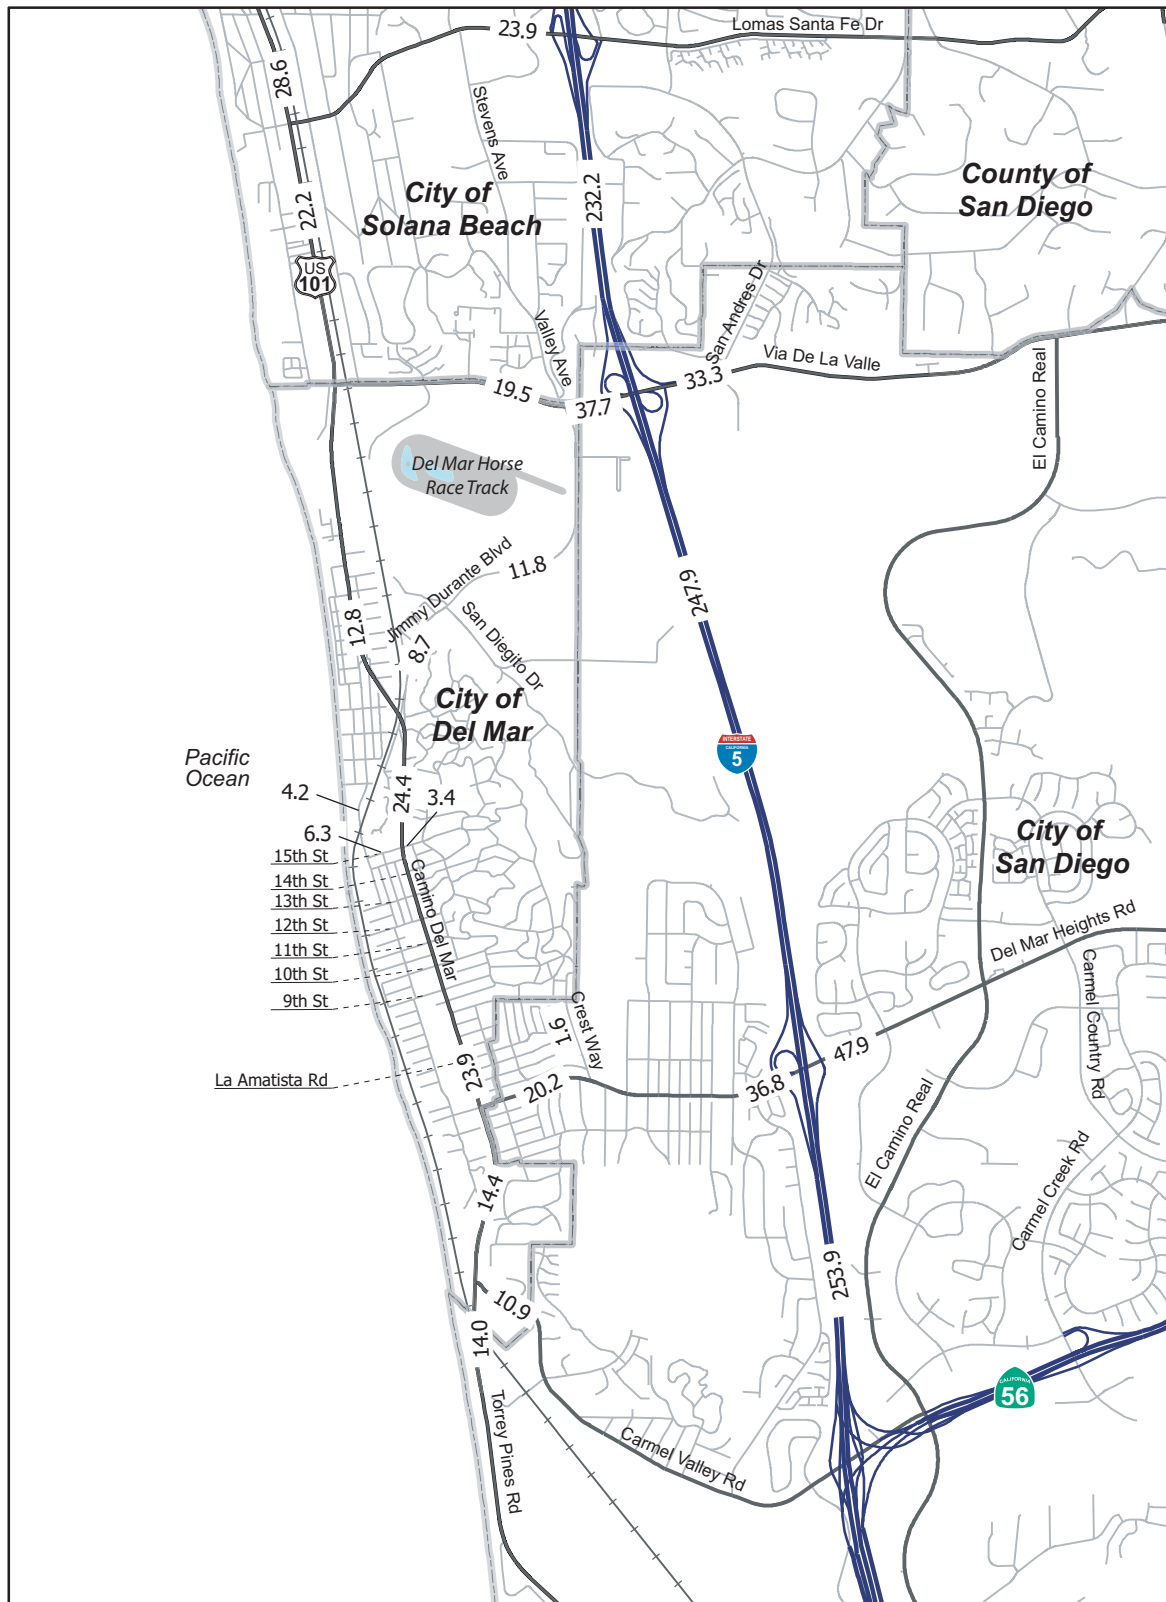 Lomas Santa Fe Dr
23.9
28.6
Stevens Ave
232.2
22.2
City of
Solana Beach
County of
San Diego
US
101
San Andres Dr
Valley Ave
Via De La Valle
33.3
19.5
37.7
El Camino Real
Del Mar Horse
Race Track
Jimmy Durante Blvd
11.8
247.9
12.8
8.7
San Diegito Dr
City of
Del Mar
INTERSTATE
CALIFORNIA
5
Pacific
Ocean
4.2
24.4
3.4
6.3
City of
San Diego
15th St
14th St
13th St
12th St
11th St
10th St
9th St
Camino Del Mar
Del Mar Heights Rd
Carmel Country Rd
Crest Way
1.6
47.9
23.9
La Amatista Rd
20.2
36.8
El Camino Real
Carmel Creek Rd
14.4
253.9
10.9
14.0
CALIFORNIA
56
Torrey Pines Rd
Carmel Valley Rd